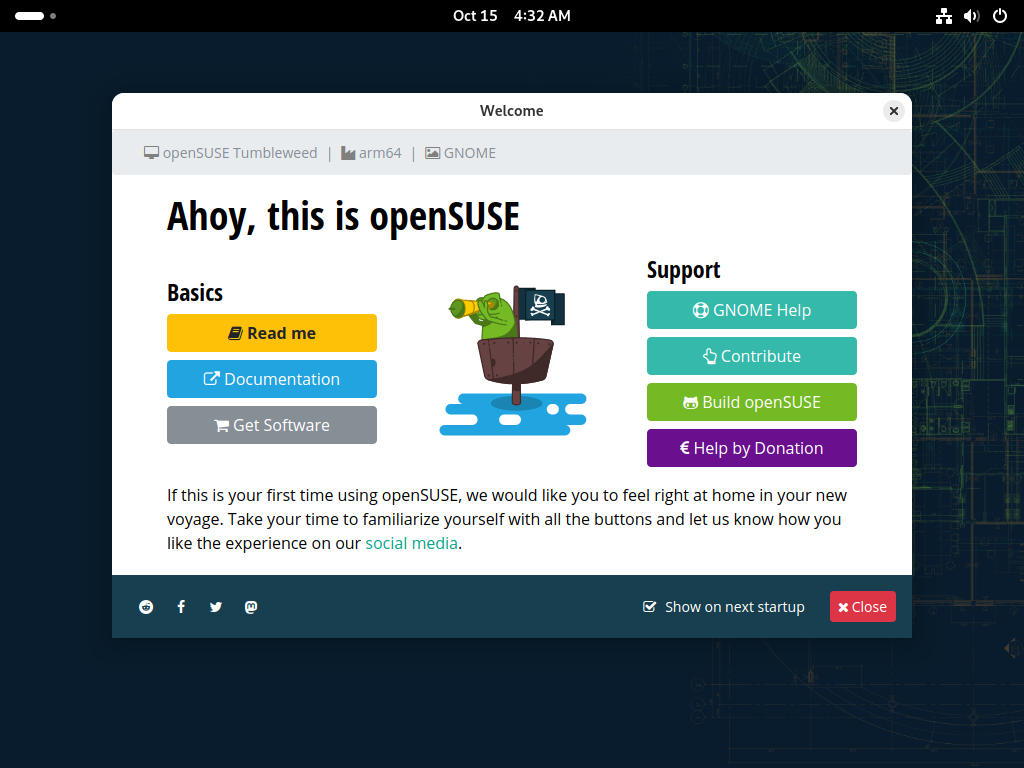 Oct 15 4:32 AM
Welcome
openSUSE Tumbleweed | arm64 | GNOME
Ahoy, this is openSUSE
Basics
Read me
Documentation
Get Software
Support
GNOME Help
Contribute
Build openSUSE
€ Help by Donation
If this is your first time using openSUSE, we would like you to feel right at home in your new
voyage. Take your time to familiarize yourself with all the buttons and let us know how you
like the experience on our social media.
Show on next startup
Close